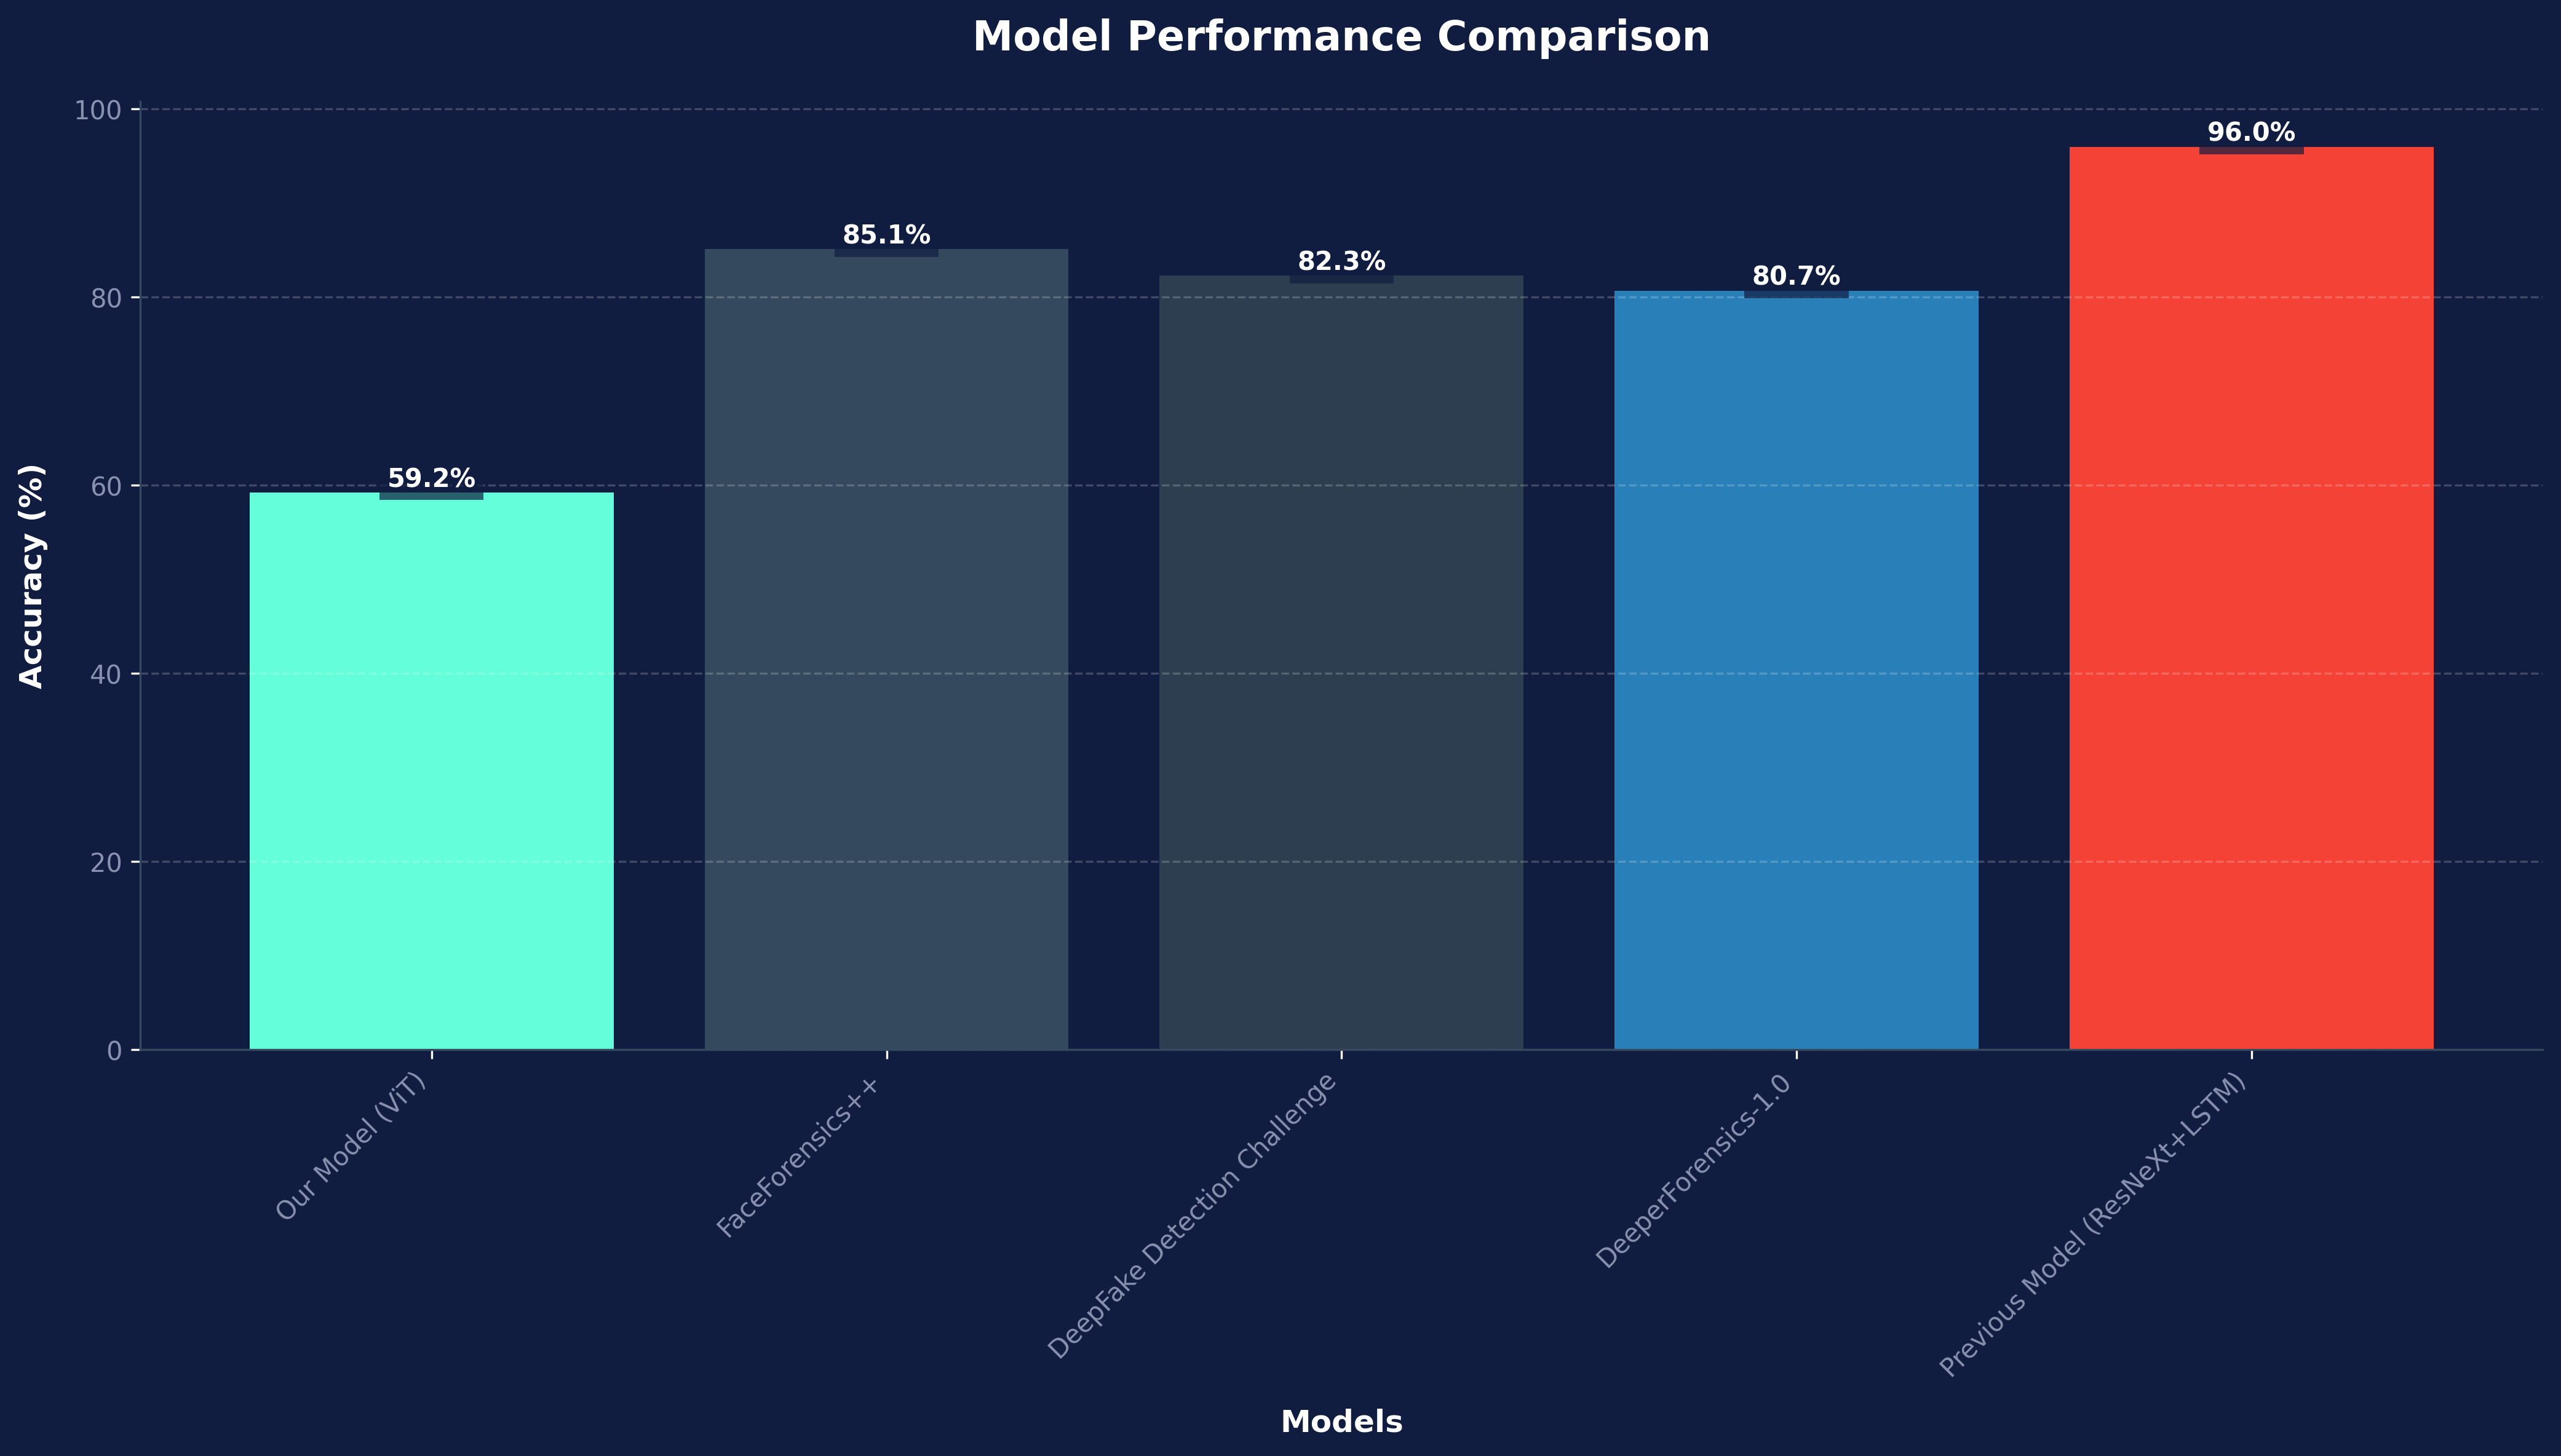 Model Performance Comparison
Accuracy (%)
100
80
60
40
20
0
59.2%
85.1%
82.3%
80.7%
96.0%
Our Model (ViT)
FaceForensics++
DeepFake Detection Challenge
DeeperForensics-1.0
Previous Model (ResNeXt+LSTM)
Models